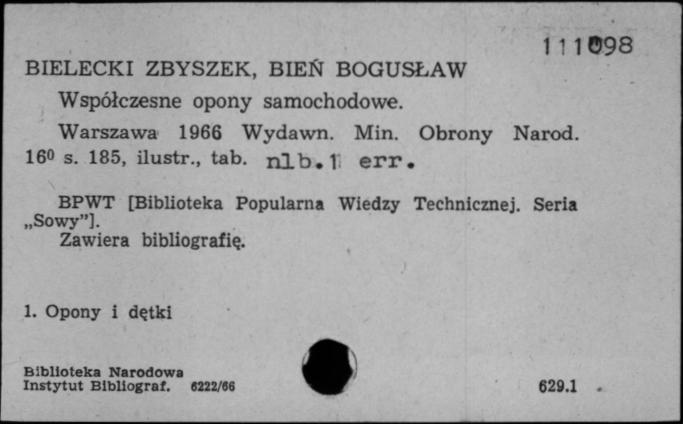 111098
BIELECKI ZBYSZEK, BIEŃ BOGUSŁAW
Współczesne opony samochodowe.
Warszawa 1966 Wydawn. Min. Obrony Narod.
16⁰ s. 185, ilustr., tab. nlb.1 err.
BPWT [Biblioteka Popularna Wiedzy Technicznej. Seria
„Sowy”].
Zawiera bibliografię.
1. Opony i dętki
Biblioteka Narodowa
Instytut Bibliograf. 6222/66 629.1